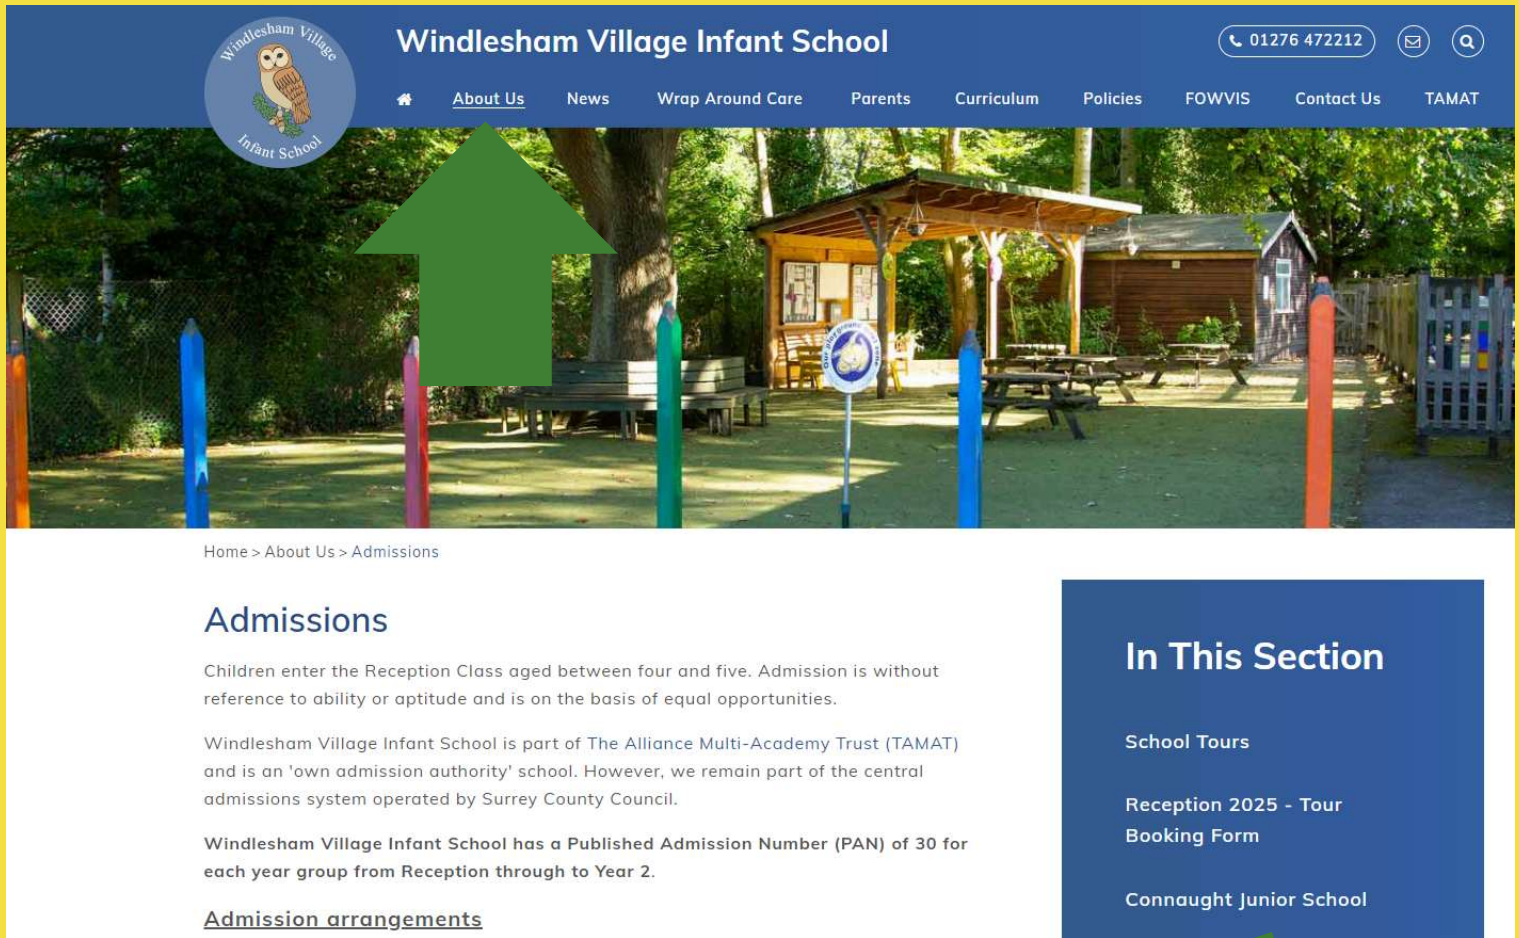 Windlesham Village
Infant School
Windlesham Village Infant School
01276 472212
About Us News Wrap Around Care Parents Curriculum Policies FOWVIS Contact Us TAMAT
Our playground
Home > About Us > Admissions
Admissions
Children enter the Reception Class aged between four and five. Admission is without
reference to ability or aptitude and is on the basis of equal opportunities.
Windlesham Village Infant School is part of The Alliance Multi-Academy Trust (TAMAT)
and is an 'own admission authority' school. However, we remain part of the central
admissions system operated by Surrey County Council.
Windlesham Village Infant School has a Published Admission Number (PAN) of 30 for
each year group from Reception through to Year 2.
Admission arrangements
In This Section
School Tours
Reception 2025 - Tour
Booking Form
Connaught Junior School